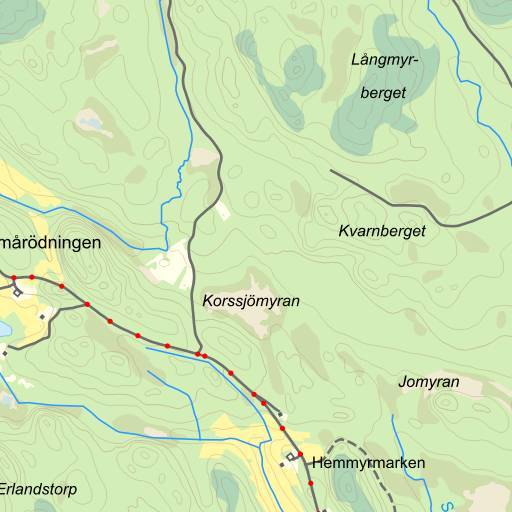 Långmyr-
berget
Kvarnberget
mårödningen
Korssjömyran
Jomyran
Hemmyrmarken
Erlandstorp
S